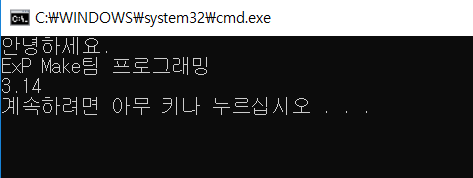 C:₩WINDOWS₩system32₩cmd.exe
안녕하세요.
ExP Make팀 프로그래밍
3.14
계속하려면 아무 키나 누르십시오 . . .